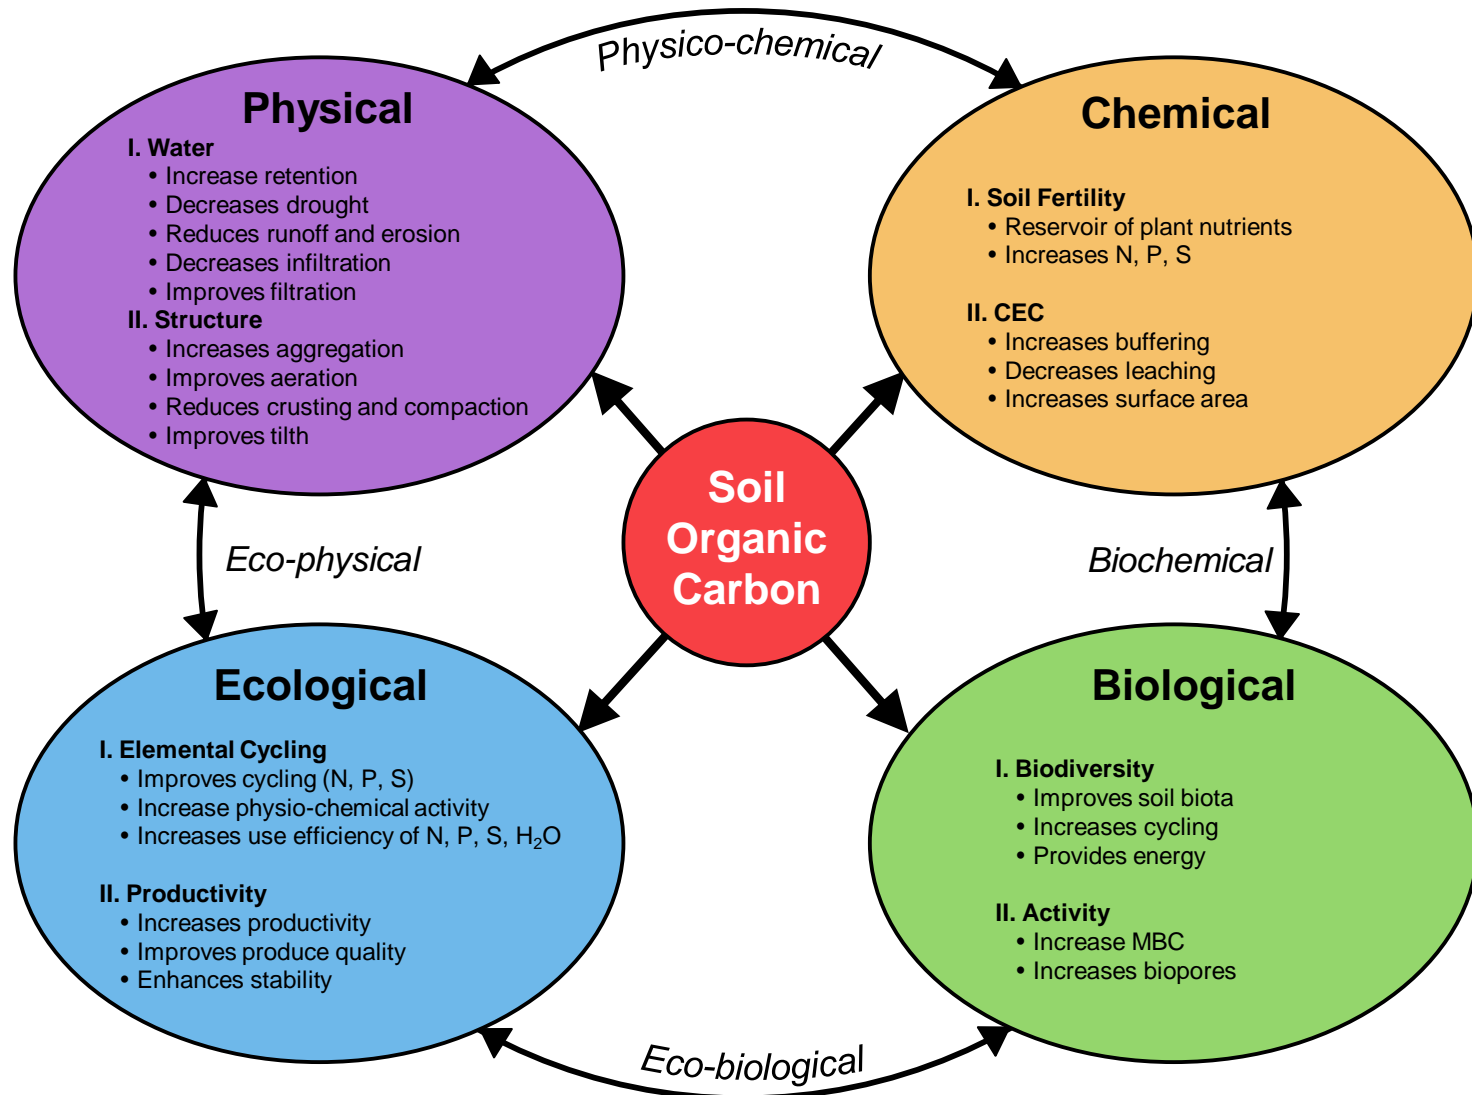 Physico-chemical
Physical
I. Water
• Increase retention
• Decreases drought
• Reduces runoff and erosion
• Decreases infiltration
• Improves filtration
II. Structure
• Increases aggregation
• Improves aeration
• Reduces crusting and compaction
• Improves tilth
Chemical
I. Soil Fertility
• Reservoir of plant nutrients
• Increases N, P, S
II. CEC
• Increases buffering
• Decreases leaching
• Increases surface area
Soil
Organic
Carbon
Eco-physical
Biochemical
Ecological
I. Elemental Cycling
• Improves cycling (N, P, S)
• Increase physio-chemical activity
• Increases use efficiency of N, P, S, H₂O
II. Productivity
• Increases productivity
• Improves produce quality
• Enhances stability
Biological
I. Biodiversity
• Improves soil biota
• Increases cycling
• Provides energy
II. Activity
• Increase MBC
• Increases biopores
Eco-biological